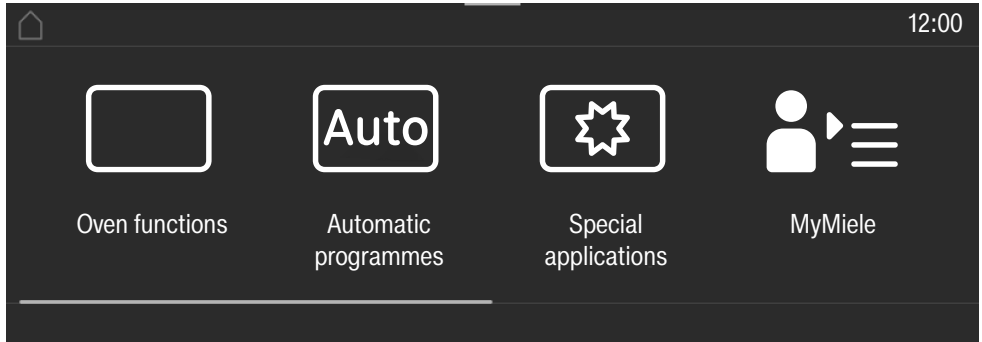 12:00
Auto
Oven functions
Automatic
programmes
Special
applications
MyMiele